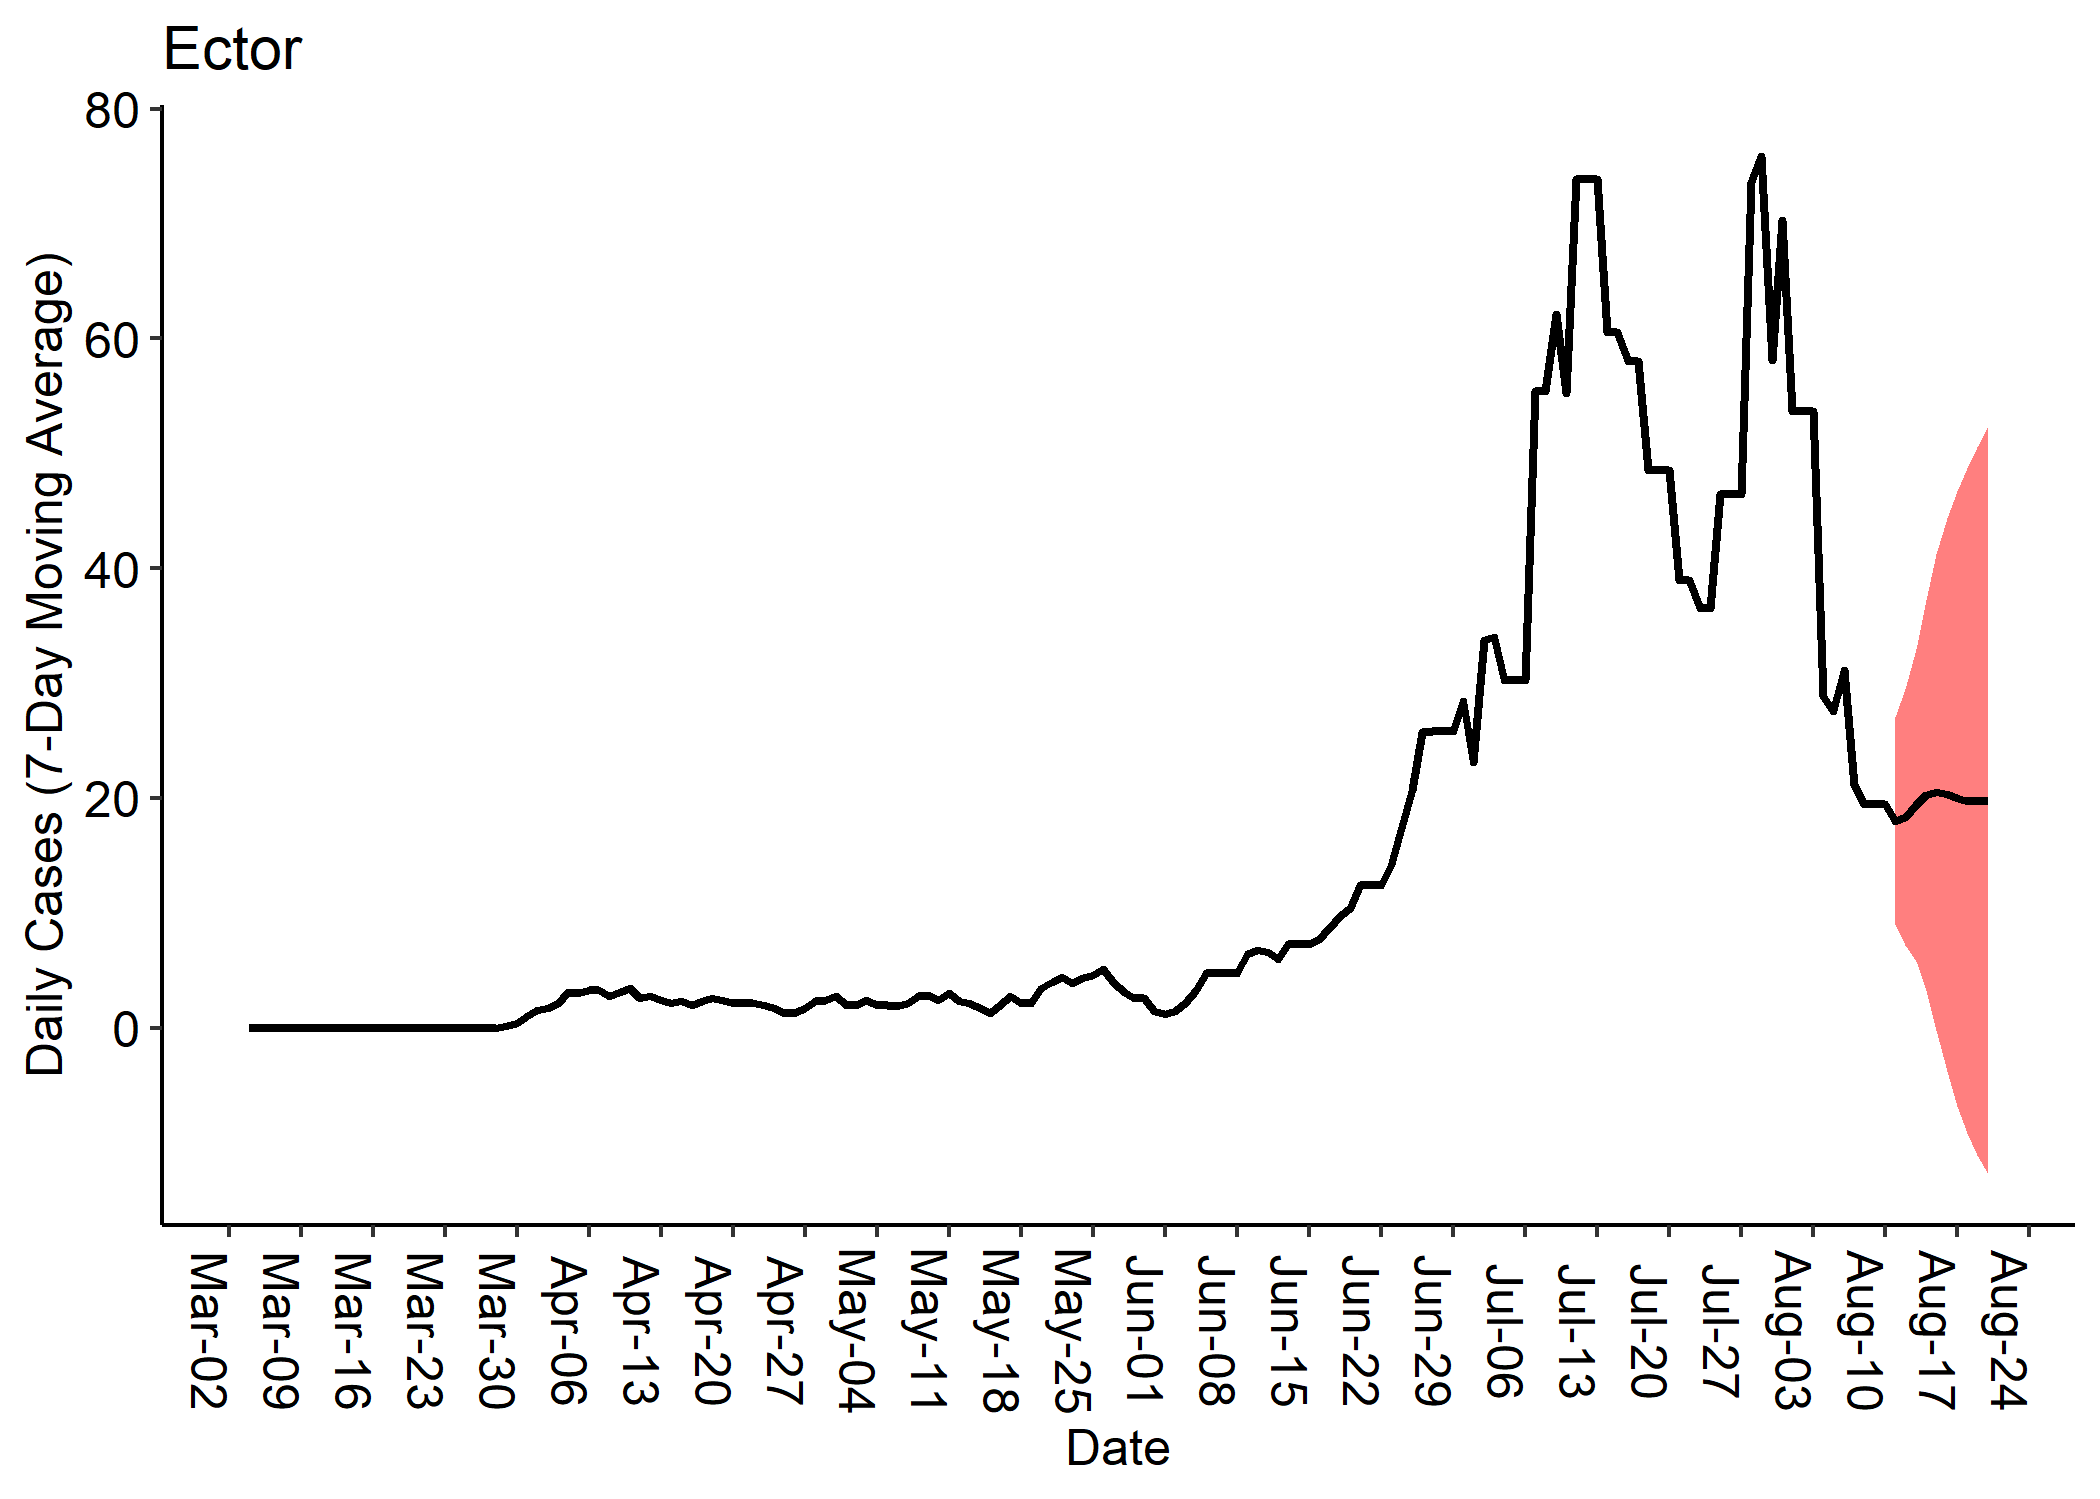 Ector
Daily Cases (7-Day Moving Average)
80
60
40
20
0
Mar-02
Mar-09
Mar-16
Mar-23
Mar-30
Apr-06
Apr-13
Apr-20
Apr-27
May-04
May-11
May-18
May-25
Jun-01
Jun-08
Jun-15
Jun-22
Jun-29
Jul-06
Jul-13
Jul-20
Jul-27
Aug-03
Aug-10
Aug-17
Aug-24
Date